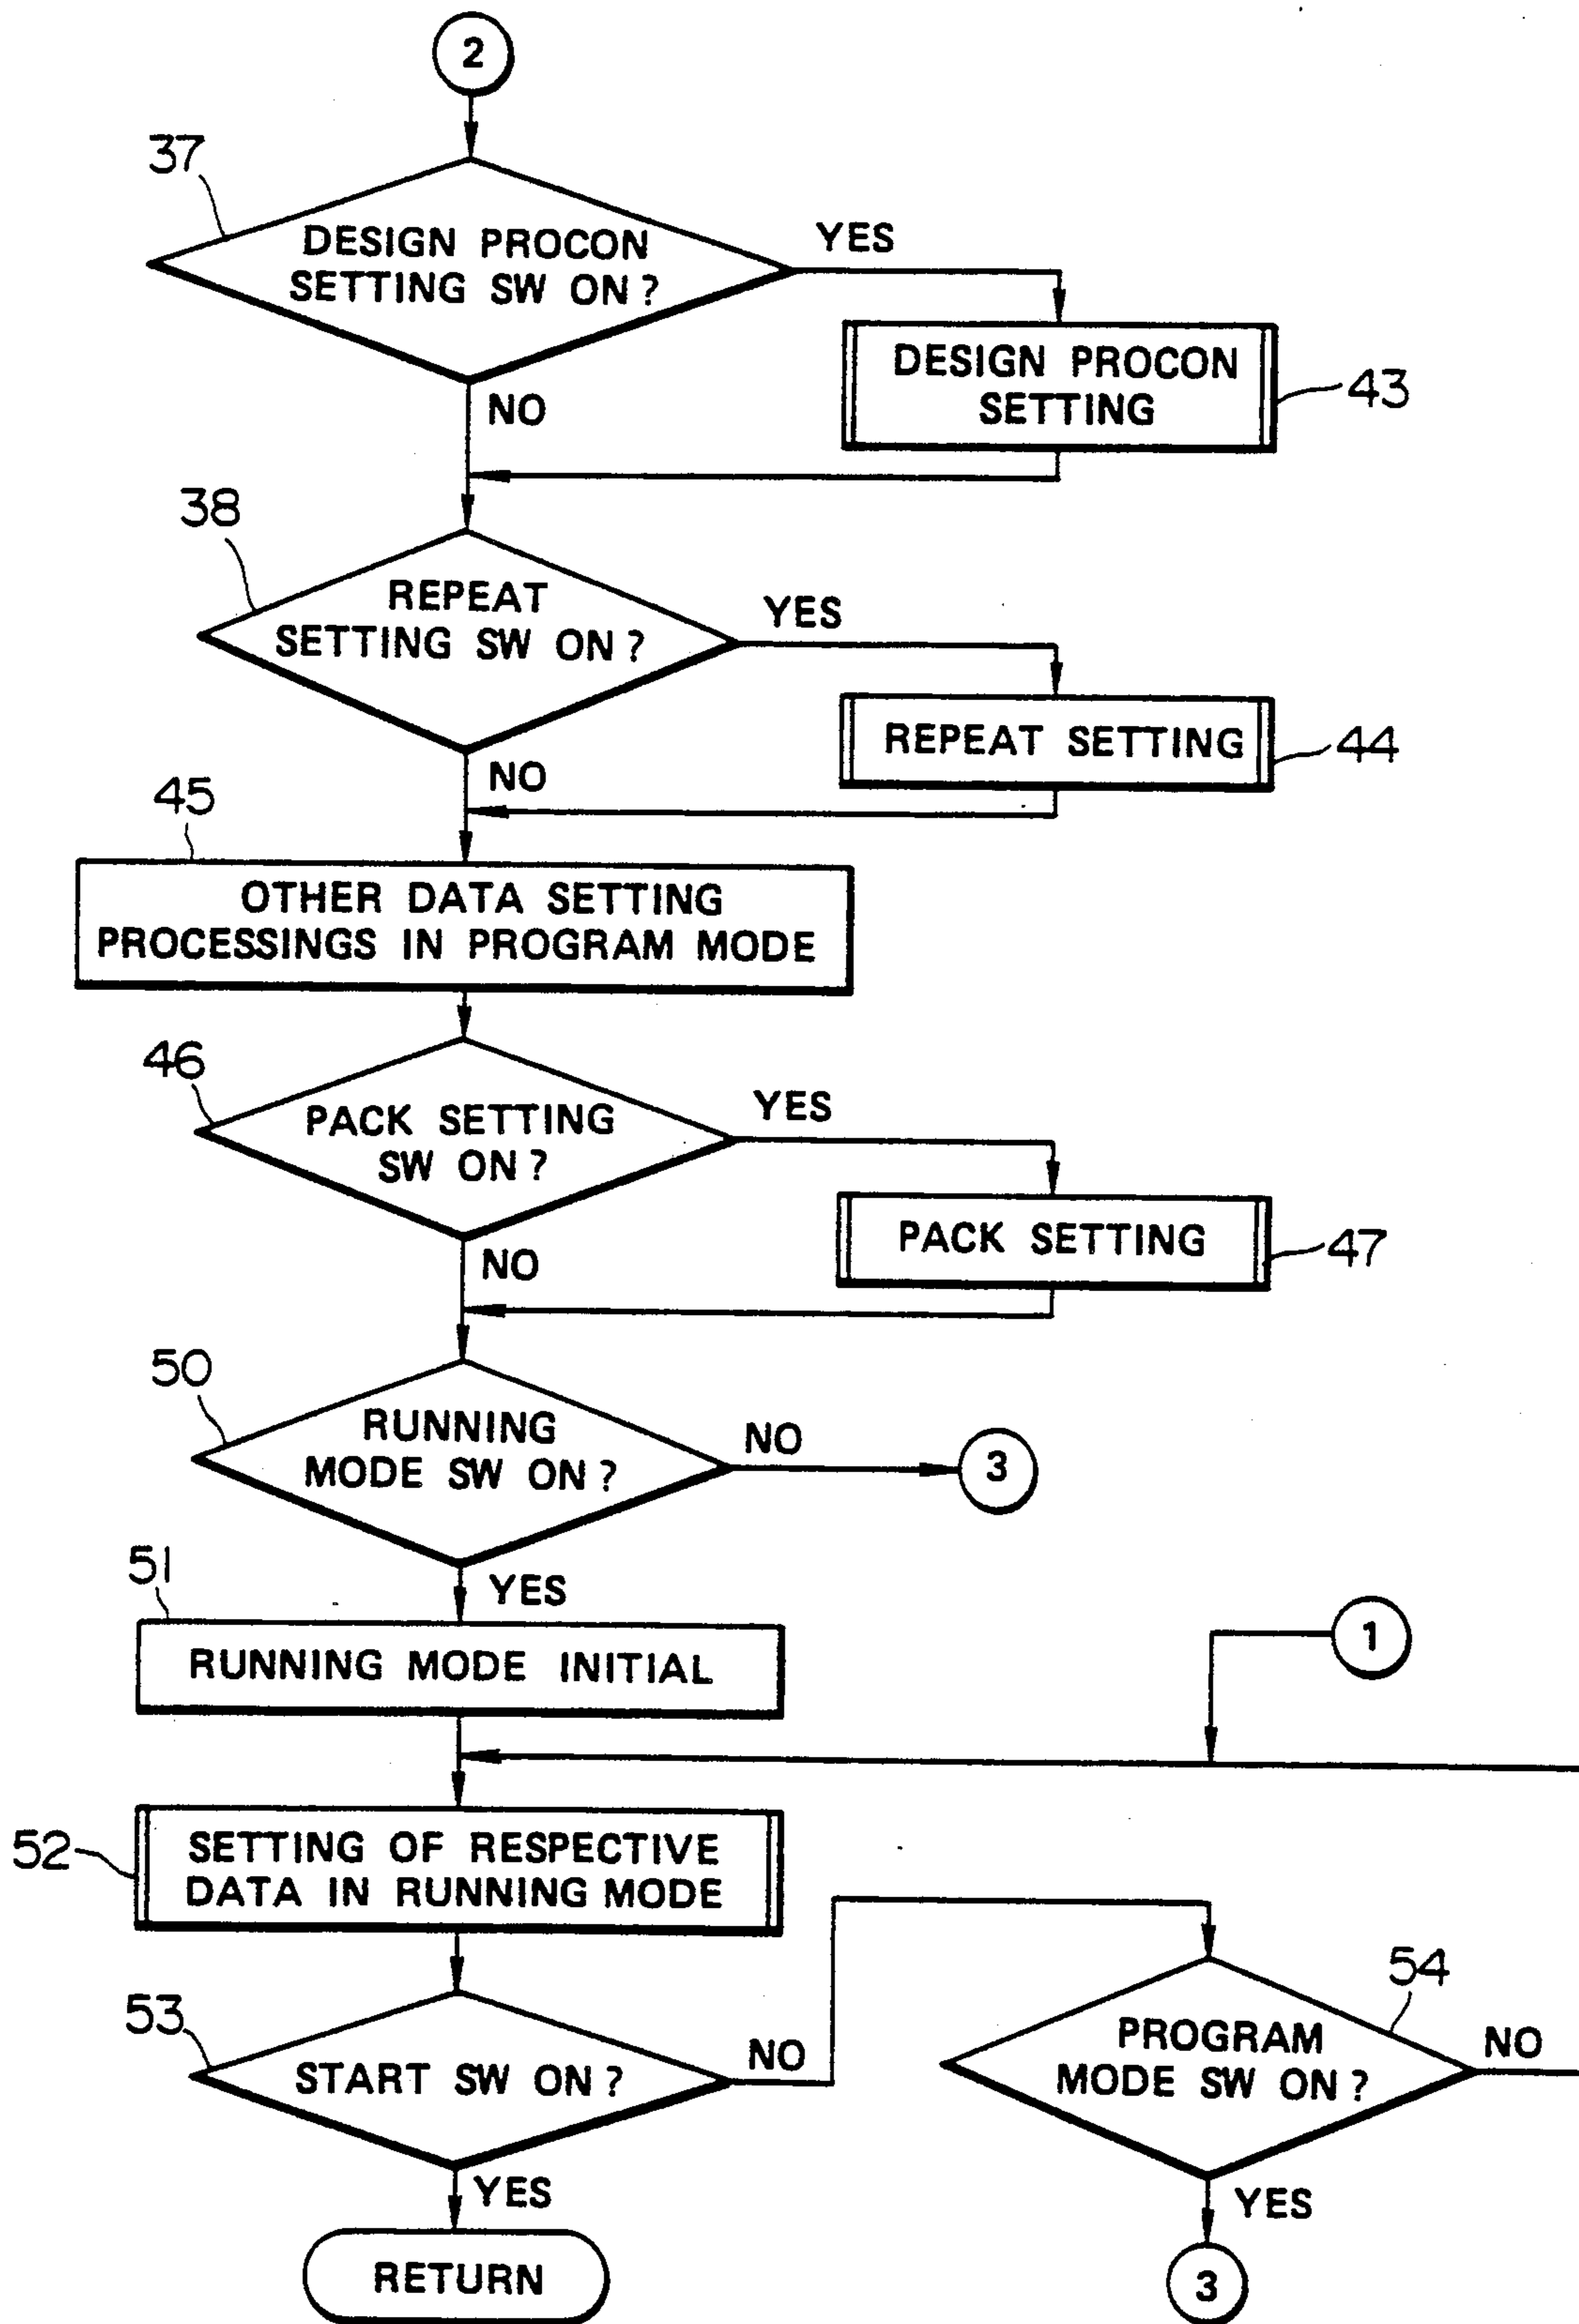 2
37
DESIGN PROCON
SETTING SW ON?
YES
DESIGN PROCON
SETTING
43
NO
38
REPEAT
SETTING SW ON?
YES
REPEAT SETTING
44
NO
45
OTHER DATA SETTING
PROCESSINGS IN PROGRAM MODE
46
PACK SETTING
SW ON?
YES
PACK SETTING
47
NO
50
RUNNING
MODE SW ON?
NO
3
YES
51
RUNNING MODE INITIAL
1
52
SETTING OF RESPECTIVE
DATA IN RUNNING MODE
53
START SW ON?
NO
54
PROGRAM
MODE SW ON?
NO
YES
RETURN
YES
3